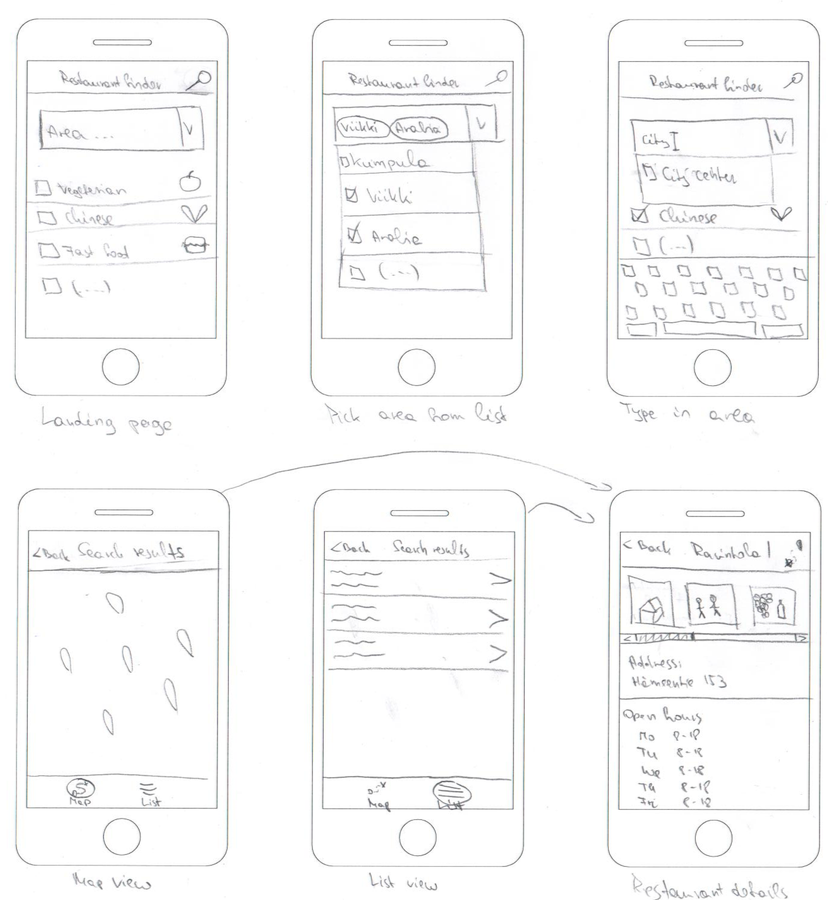 Restaurant finder
Area ...
V
Vegetarian
Chinese
Fast food
(...)
Landing page
Restaurant finder
Viikki Arabia V
Kumpula
Viikki
Arabia
(...)
Pick area from list
Restaurant finder
City V
City center
Chinese
(...)
Type in area
< Back Search results
Map List
Map view
< Back Search results
Map List
List view
< Back Ravintola 1
Address:
Hämeentie 153
Open hours
Mo 8-18
Tu 8-18
We 8-18
Th 8-18
Fri 8-18
Restaurant details